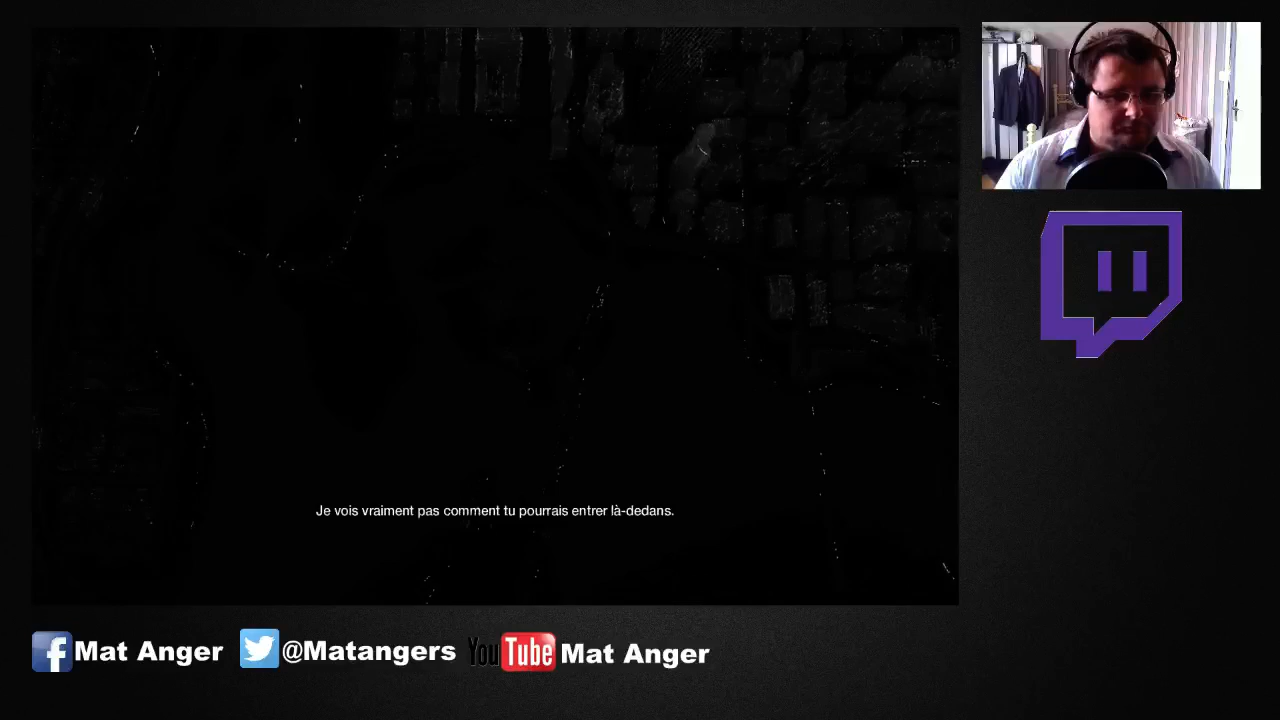 Je vois vraiment pas comment tu pourrais entrer là-dedans.
Mat Anger @Matangers YouTube Mat Anger